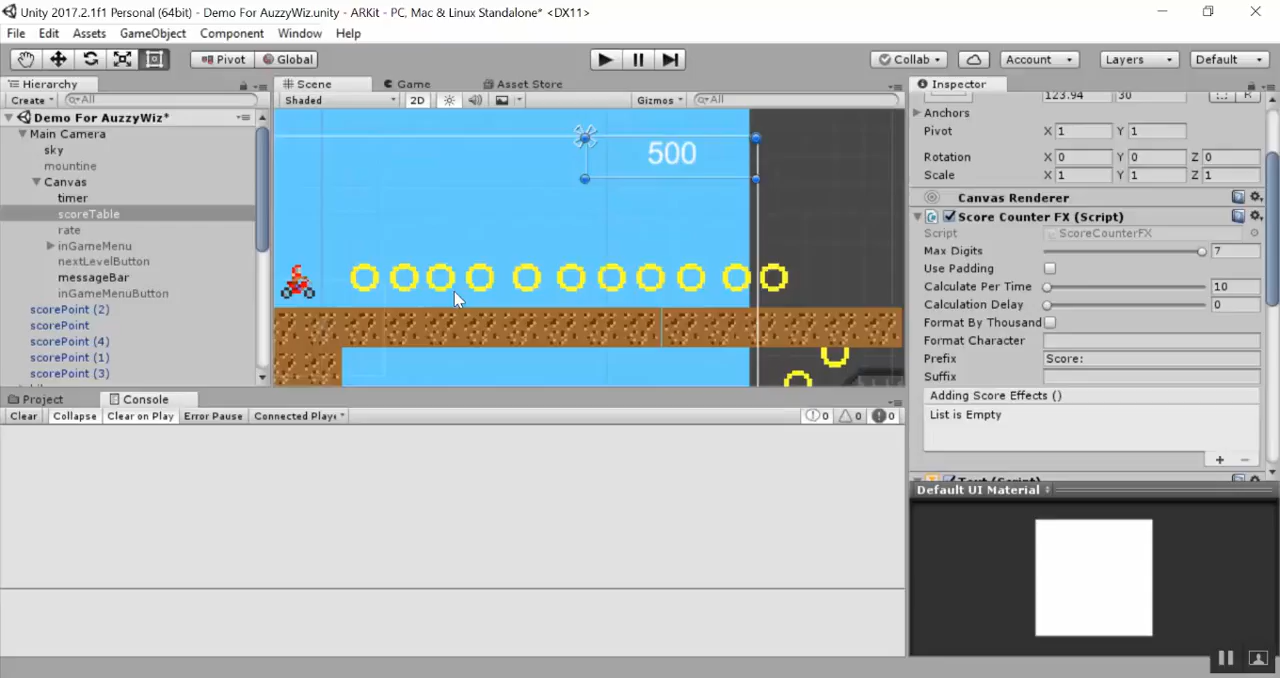 Unity 2017.2.1f1 Personal (64bit) - Demo For AuzzyWiz.unity - ARKit - PC, Mac & Linux Standalone* <DX11>
File Edit Assets GameObject Component Window Help
Pivot Global Collab Account Layers Default
Hierarchy
Create All
Demo For AuzzyWiz*
Main Camera
sky
mountine
Canvas
timer
scoreTable
rate
inGameMenu
nextLevelButton
messageBar
inGameMenuButton
scorePoint (2)
scorePoint
scorePoint (4)
scorePoint (1)
scorePoint (3)
Scene Game Asset Store
Shaded 2D Gizmos All
500
Inspector
123.94 30 R
Anchors
Pivot X 1 Y 1
Rotation X 0 Y 0 Z 0
Scale X 1 Y 1 Z 1
Canvas Renderer
Score Counter FX (Script)
Script ScoreCounterFX
Max Digits 7
Use Padding
Calculate Per Time 10
Calculation Delay 0
Format By Thousand
Format Character
Prefix Score:
Suffix
Adding Score Effects ()
List is Empty
+ -
Text (Script)
Default UI Material
Project Console
Clear Collapse Clear on Play Error Pause Connected Playe 0 0 0